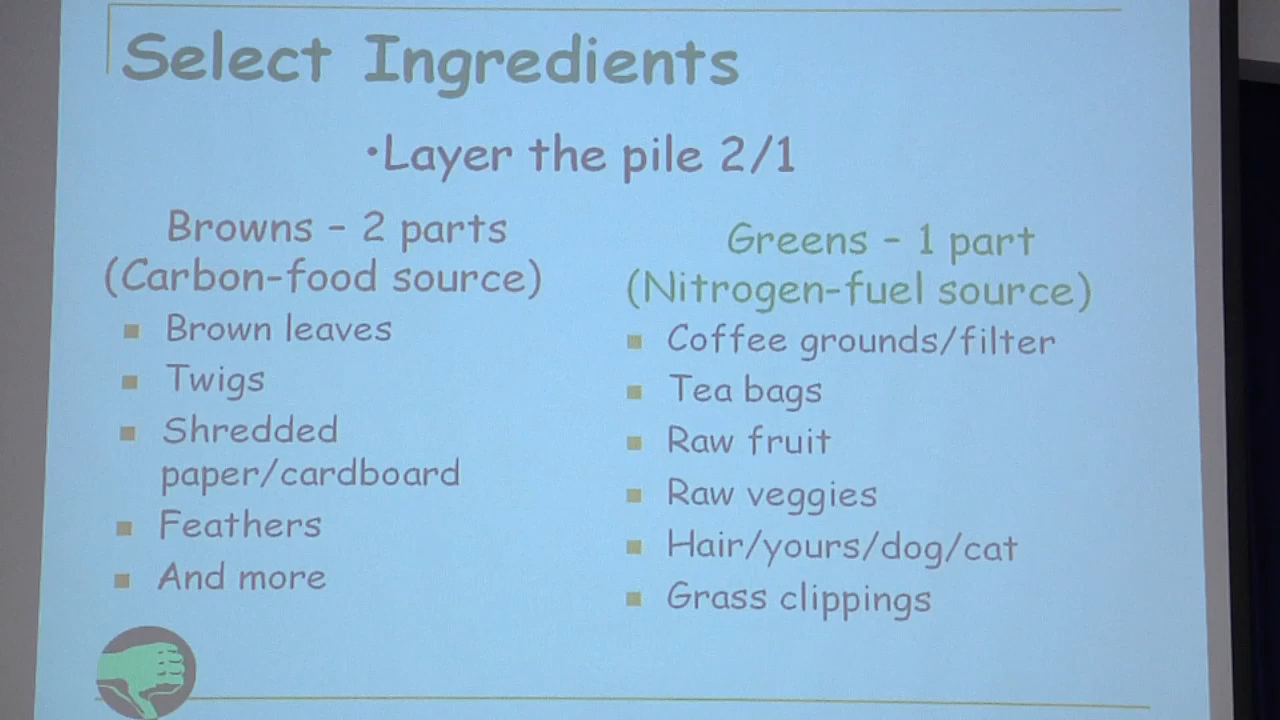 Select Ingredients
•Layer the pile 2/1
Browns – 2 parts
(Carbon-food source)
Brown leaves
Twigs
Shredded
paper/cardboard
Feathers
And more
Greens – 1 part
(Nitrogen-fuel source)
Coffee grounds/filter
Tea bags
Raw fruit
Raw veggies
Hair/yours/dog/cat
Grass clippings